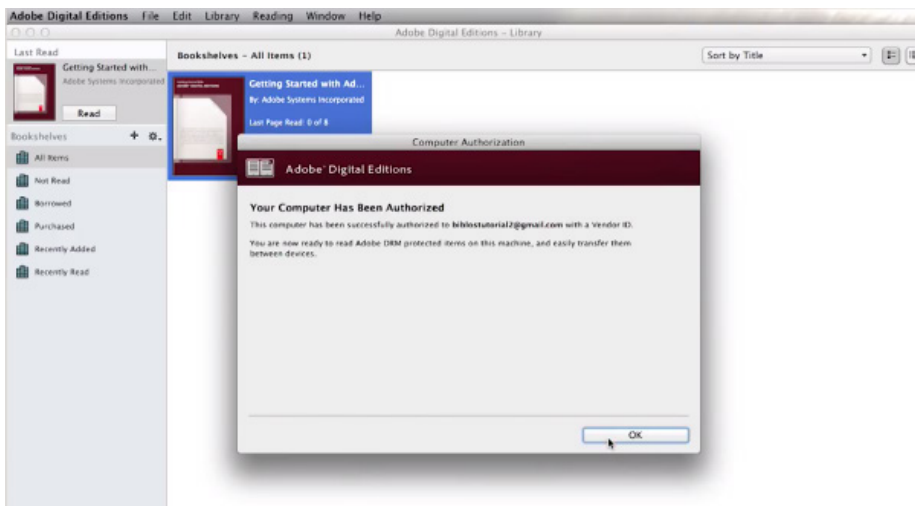 Adobe Digital Editions File Edit Library Reading Window Help
Adobe Digital Editions - Library
Last Read
Getting Started with...
Adobe Systems Incorporated
Read
Bookshelves
All Items
Not Read
Borrowed
Purchased
Recently Added
Recently Read
Bookshelves - All Items (1)
Sort by Title
Getting Started with Ad...
By: Adobe Systems Incorporated
Last Page Read: 0 of 8
Computer Authorization
Adobe® Digital Editions
Your Computer Has Been Authorized
This computer has been successfully authorized to biblostutorial2@gmail.com with a Vendor ID.
You are now ready to read Adobe DRM protected items on this machine, and easily transfer them
between devices.
OK